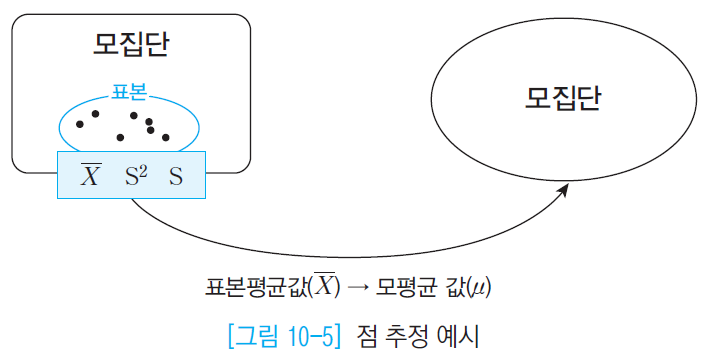 모집단
표본
X̄ S² S
모집단
표본평균값(X̄) → 모평균 값(μ)
[그림 10-5] 점 추정 예시